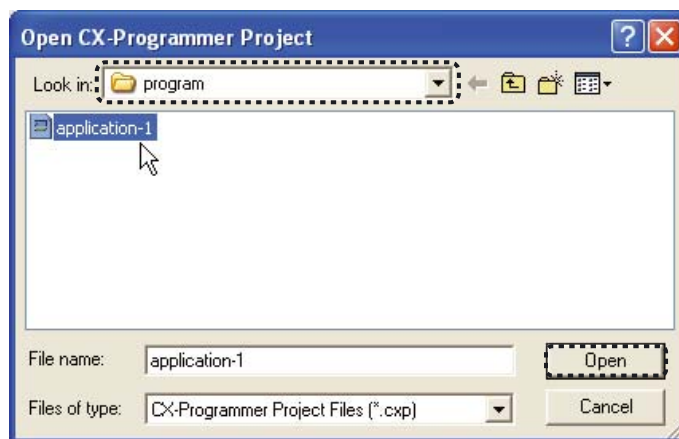 Open CX-Programmer Project
Look in: program
application-1
File name: application-1
Open
Files of type: CX-Programmer Project Files (*.cxp)
Cancel